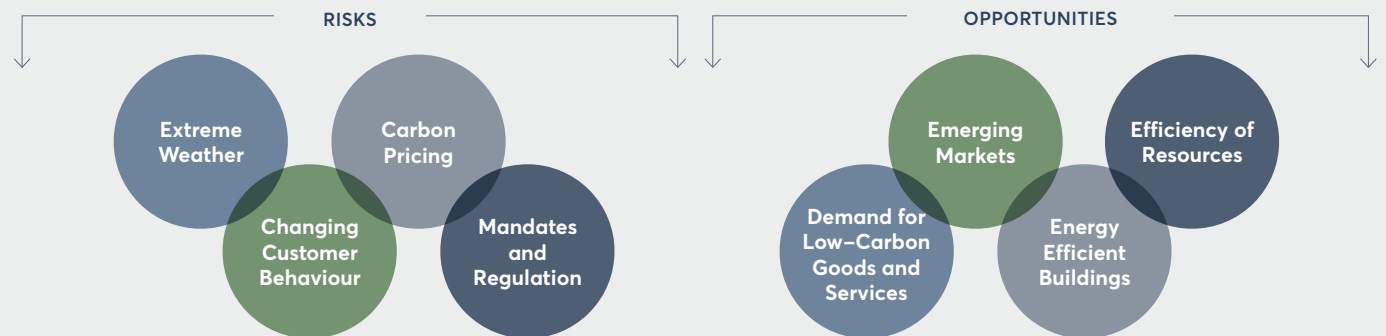 RISKS
Extreme
Weather
Carbon
Pricing
Changing
Customer
Behaviour
Mandates
and
Regulation
OPPORTUNITIES
Demand for
Low–Carbon
Goods and
Services
Emerging
Markets
Energy
Efficient
Buildings
Efficiency of
Resources